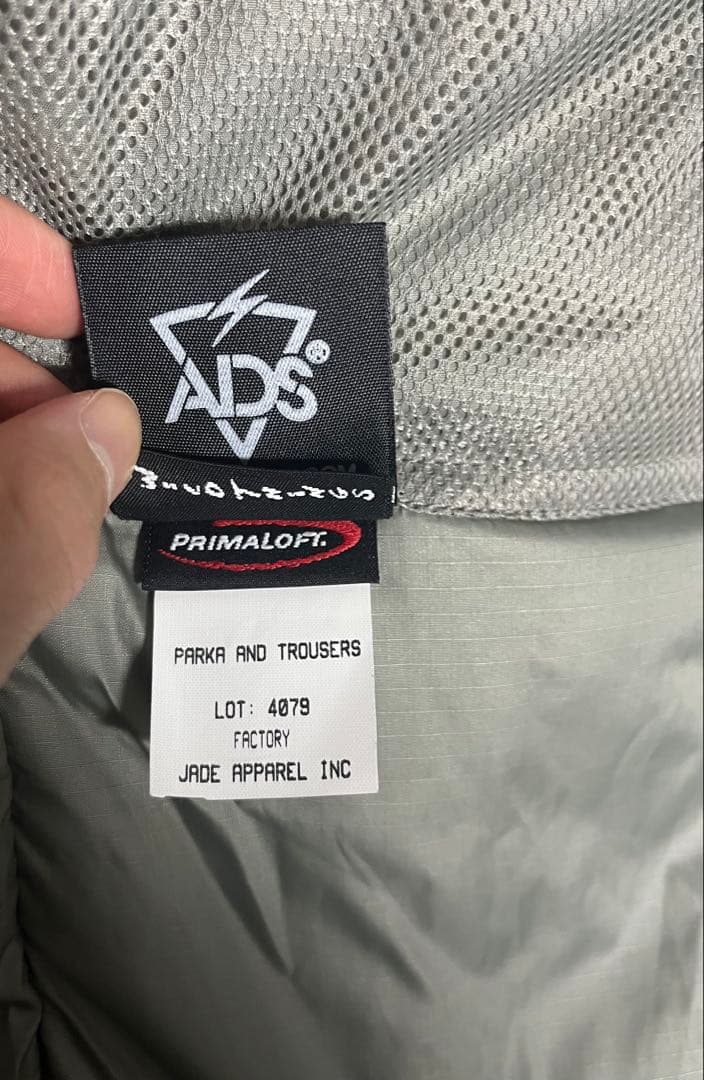 ADS®
PRIMALOFT.
PARKA AND TROUSERS
LOT: 4079
FACTORY
JADE APPAREL INC